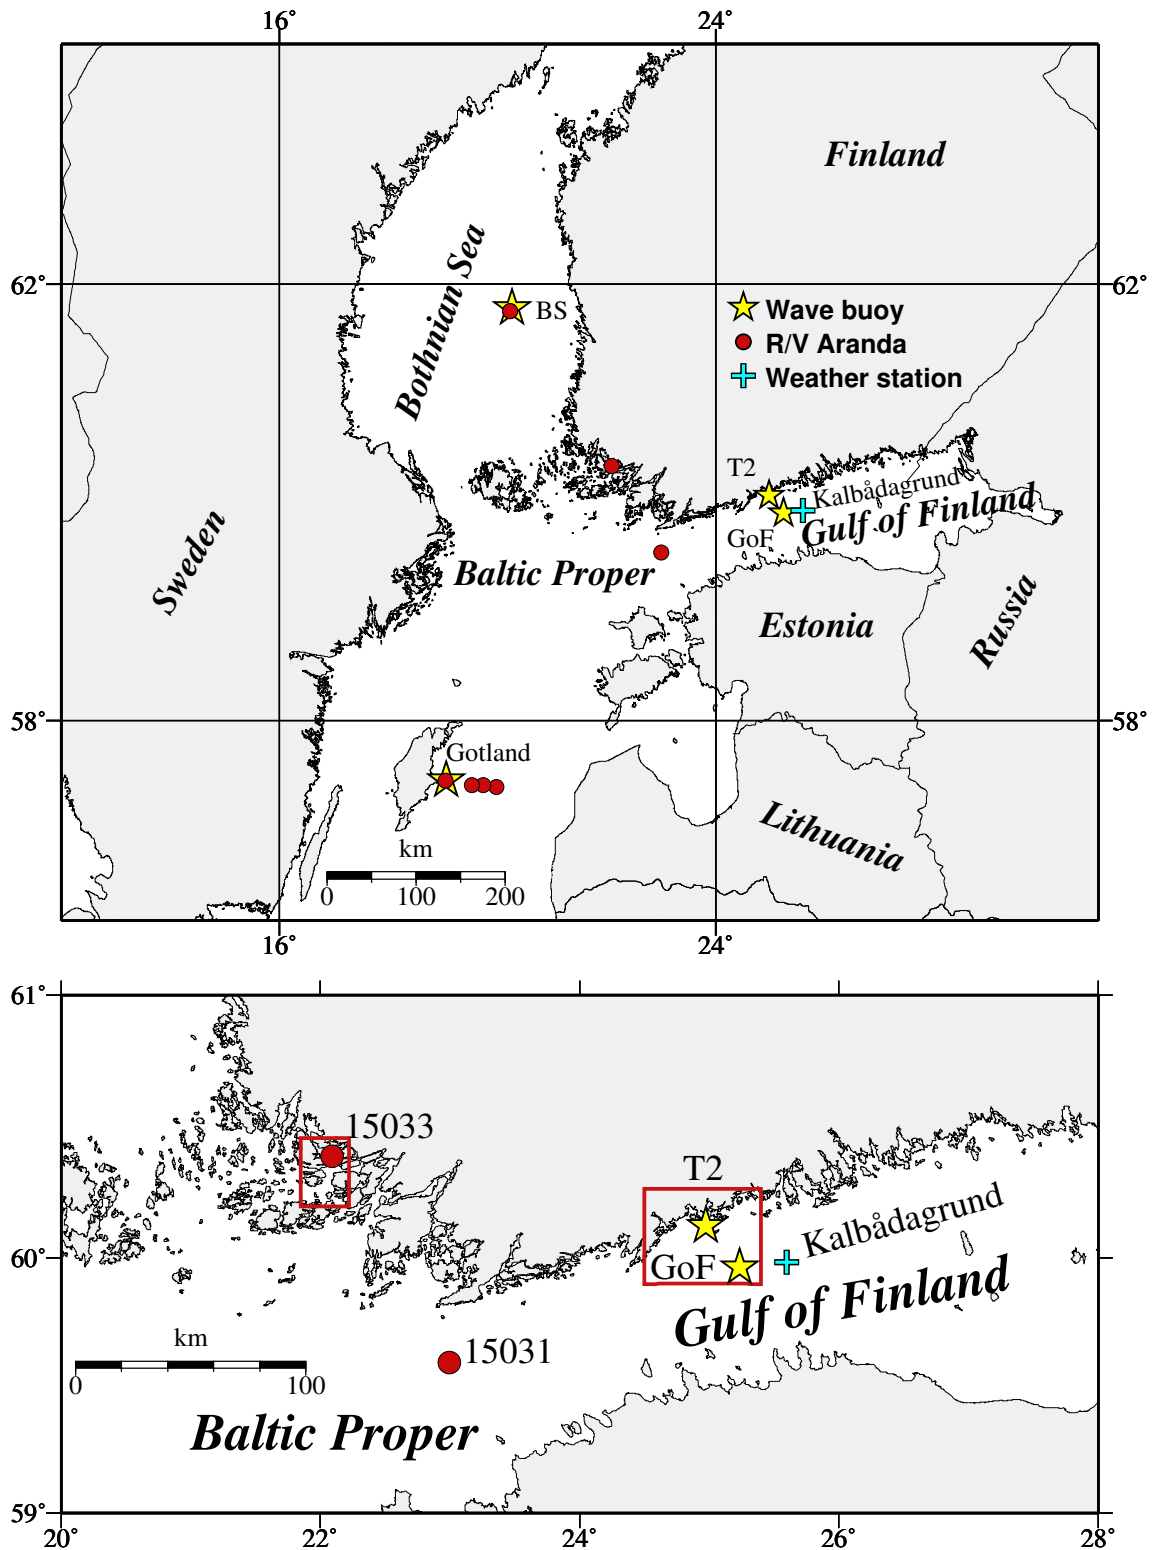 16°
24°
Finland
Bothnian Sea
62°
62°
BS
Wave buoy
R/V Aranda
Weather station
T2
Kalbådagrund
Gulf of Finland
GoF
Sweden
Baltic Proper
Estonia
Russia
58°
58°
Gotland
Lithuania
km
0
100
200
16°
24°
61°
15033
T2
Kalbådagrund
60°
GoF
Gulf of Finland
km
15031
0
100
Baltic Proper
59°
20°
22°
24°
26°
28°